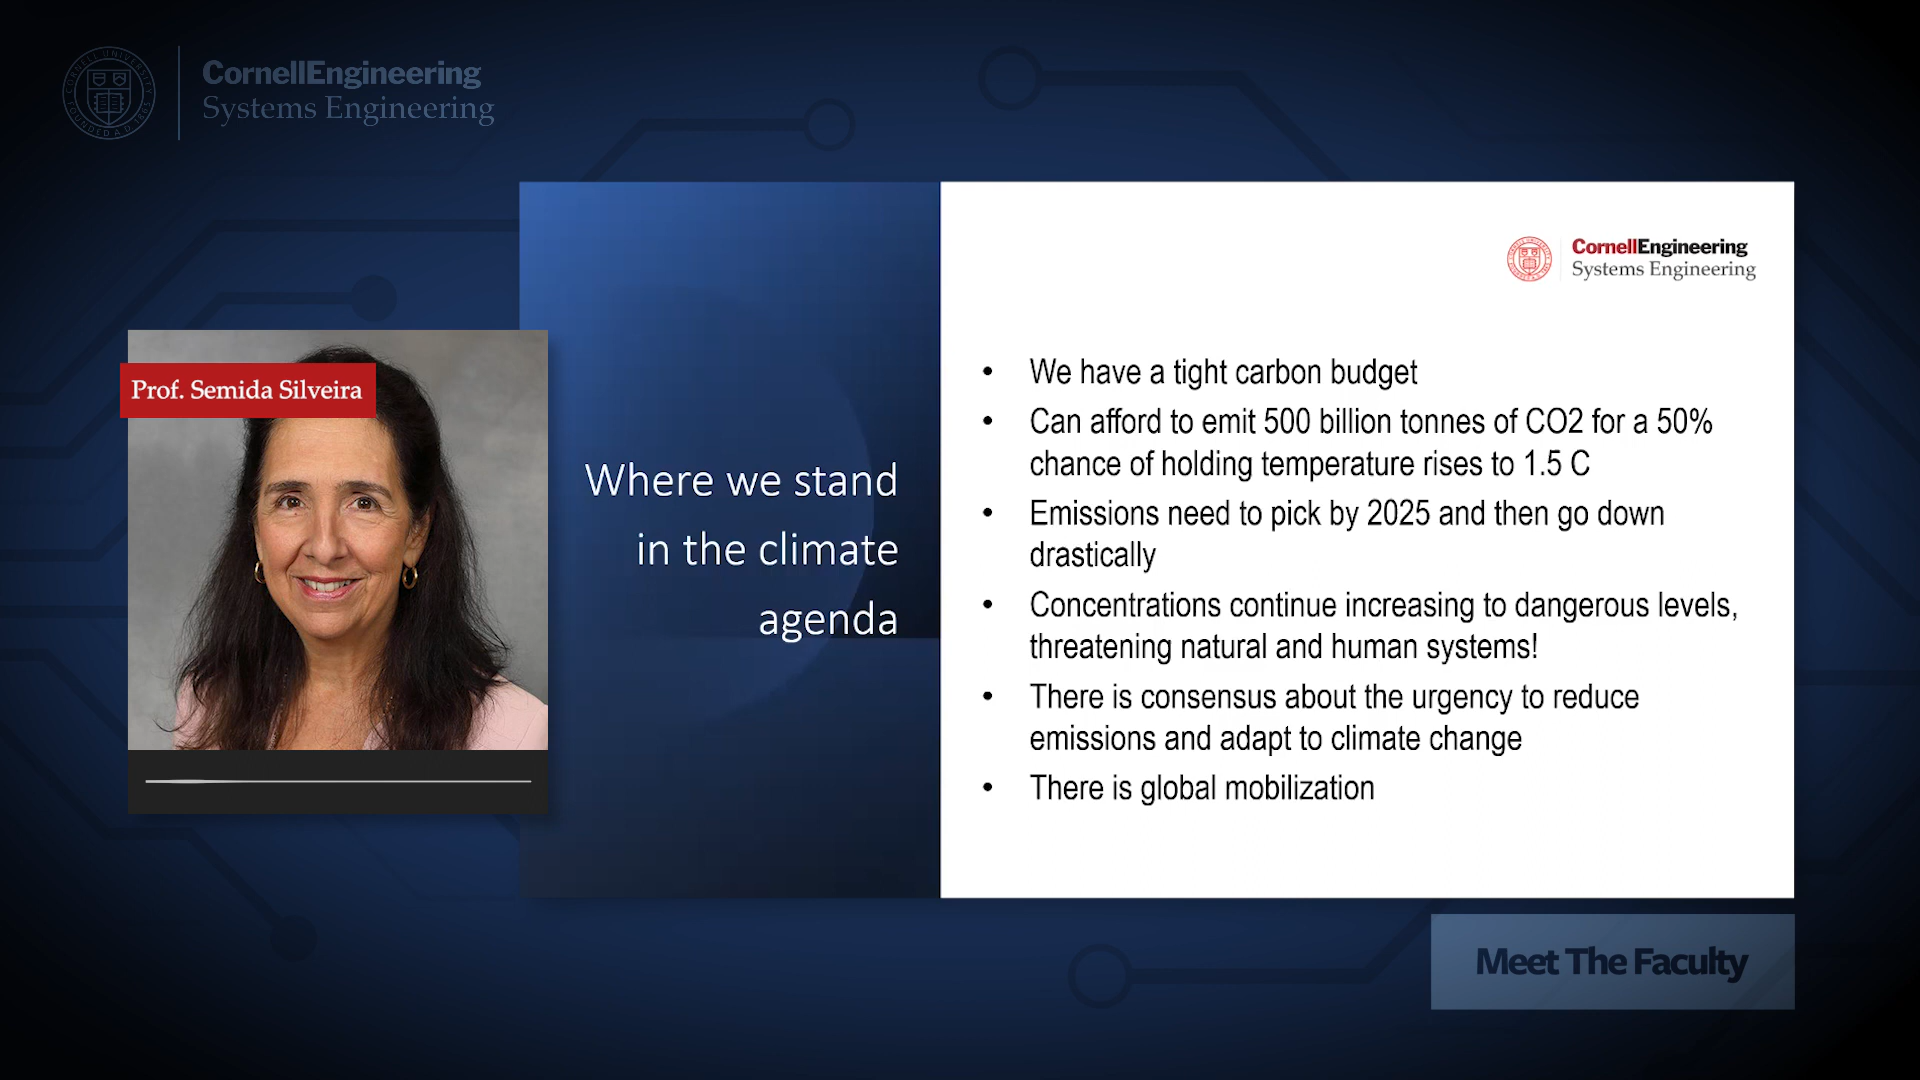 CornellEngineering
Systems Engineering
Prof. Semida Silveira
Where we stand
in the climate
agenda
CornellEngineering
Systems Engineering
• We have a tight carbon budget
• Can afford to emit 500 billion tonnes of CO2 for a 50%
chance of holding temperature rises to 1.5 C
• Emissions need to pick by 2025 and then go down
drastically
• Concentrations continue increasing to dangerous levels,
threatening natural and human systems!
• There is consensus about the urgency to reduce
emissions and adapt to climate change
• There is global mobilization
Meet The Faculty